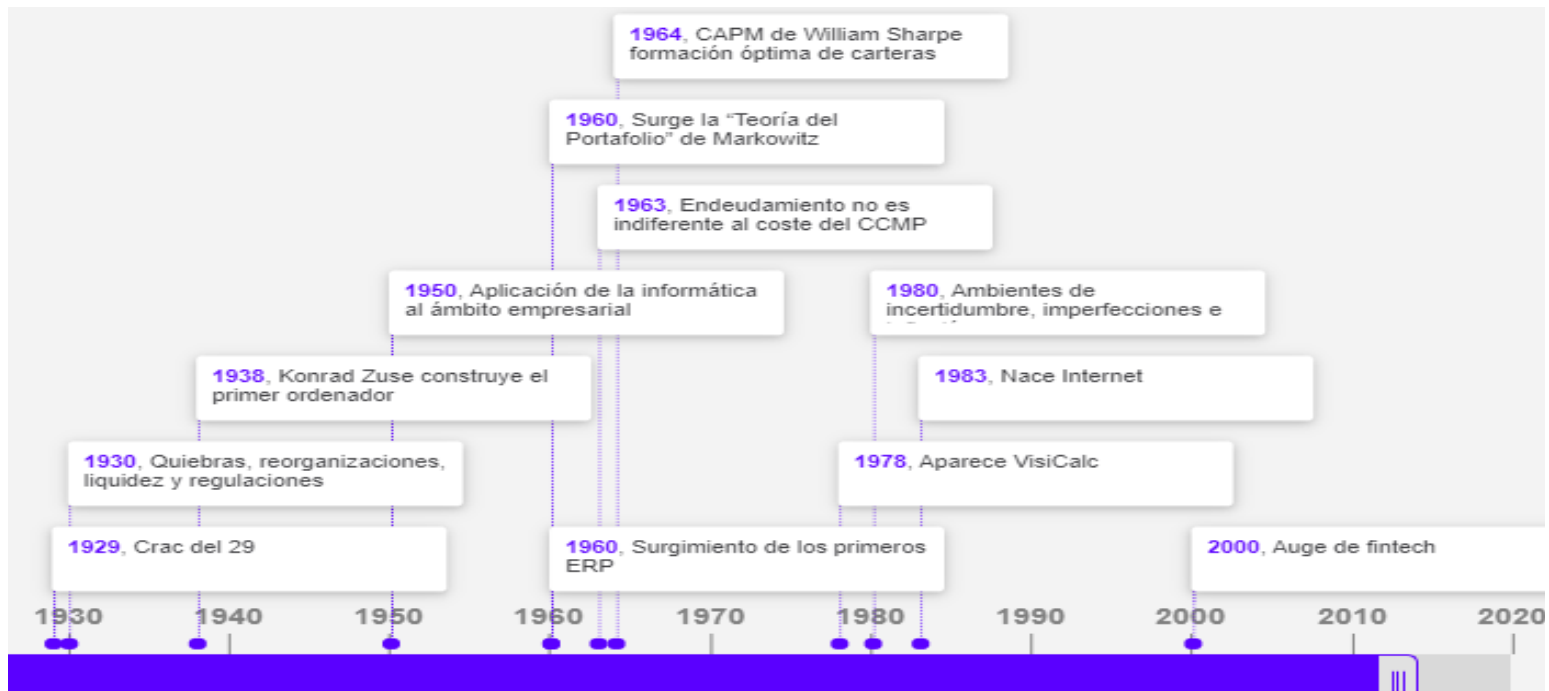 1964, CAPM de William Sharpe
formación óptima de carteras
1960, Surge la “Teoría del
Portafolio” de Markowitz
1963, Endeudamiento no es
indiferente al coste del CCMP
1950, Aplicación de la informática
al ámbito empresarial
1980, Ambientes de
incertidumbre, imperfecciones e
1938, Konrad Zuse construye el
primer ordenador
1983, Nace Internet
1930, Quiebras, reorganizaciones,
liquidez y regulaciones
1978, Aparece VisiCalc
1929, Crac del 29
1960, Surgimiento de los primeros
ERP
2000, Auge de fintech
1930 1940 1950 1960 1970 1980 1990 2000 2010 2020